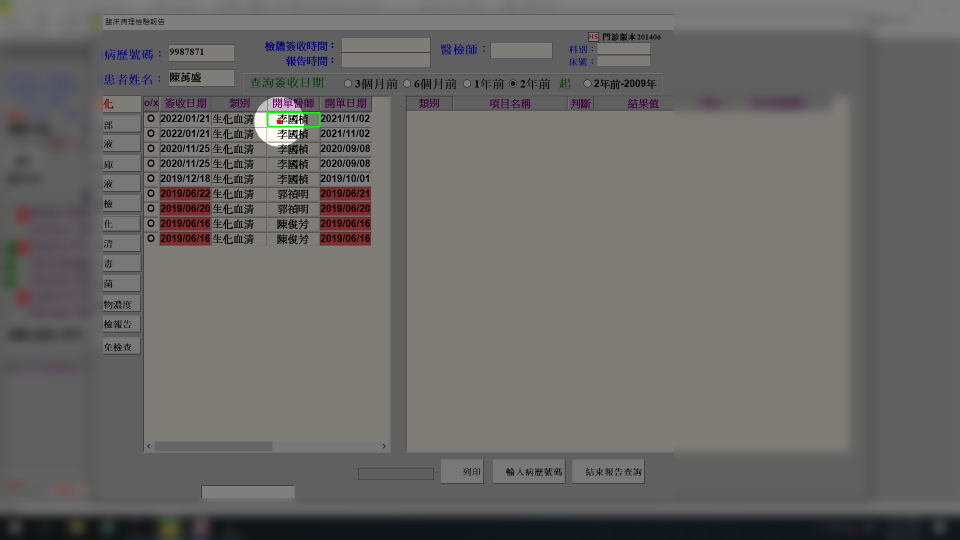 臨床病理檢驗報告
病歷號碼： 9987871 檢體簽收時間： 醫檢師： HS 門診版本201406
報告時間： 科別：
床號：
患者姓名： 陳萬盛 查詢簽收日期 3個月前 6個月前 1年前 2年前 起 2年前-2009年
化 o/x 簽收日期 類別 開單醫師 開單日期 類別 項目名稱 判斷 結果值
O 2022/01/21 生化血清 李國楨 2021/11/02
部
O 2022/01/21 生化血清 李國楨 2021/11/02
液
O 2020/11/25 生化血清 李國楨 2020/09/08
庫
O 2020/11/25 生化血清 李國楨 2020/09/08
液
O 2019/12/18 生化血清 李國楨 2019/10/01
O 2019/06/22 生化血清 郭禎明 2019/06/21
檢
O 2019/06/20 生化血清 郭禎明 2019/06/20
化
O 2019/06/16 生化血清 陳俊芳 2019/06/16
清
O 2019/06/16 生化血清 陳俊芳 2019/06/16
毒
菌
物濃度
檢報告
免檢查
列印 輸入病歷號碼 結束報告查詢